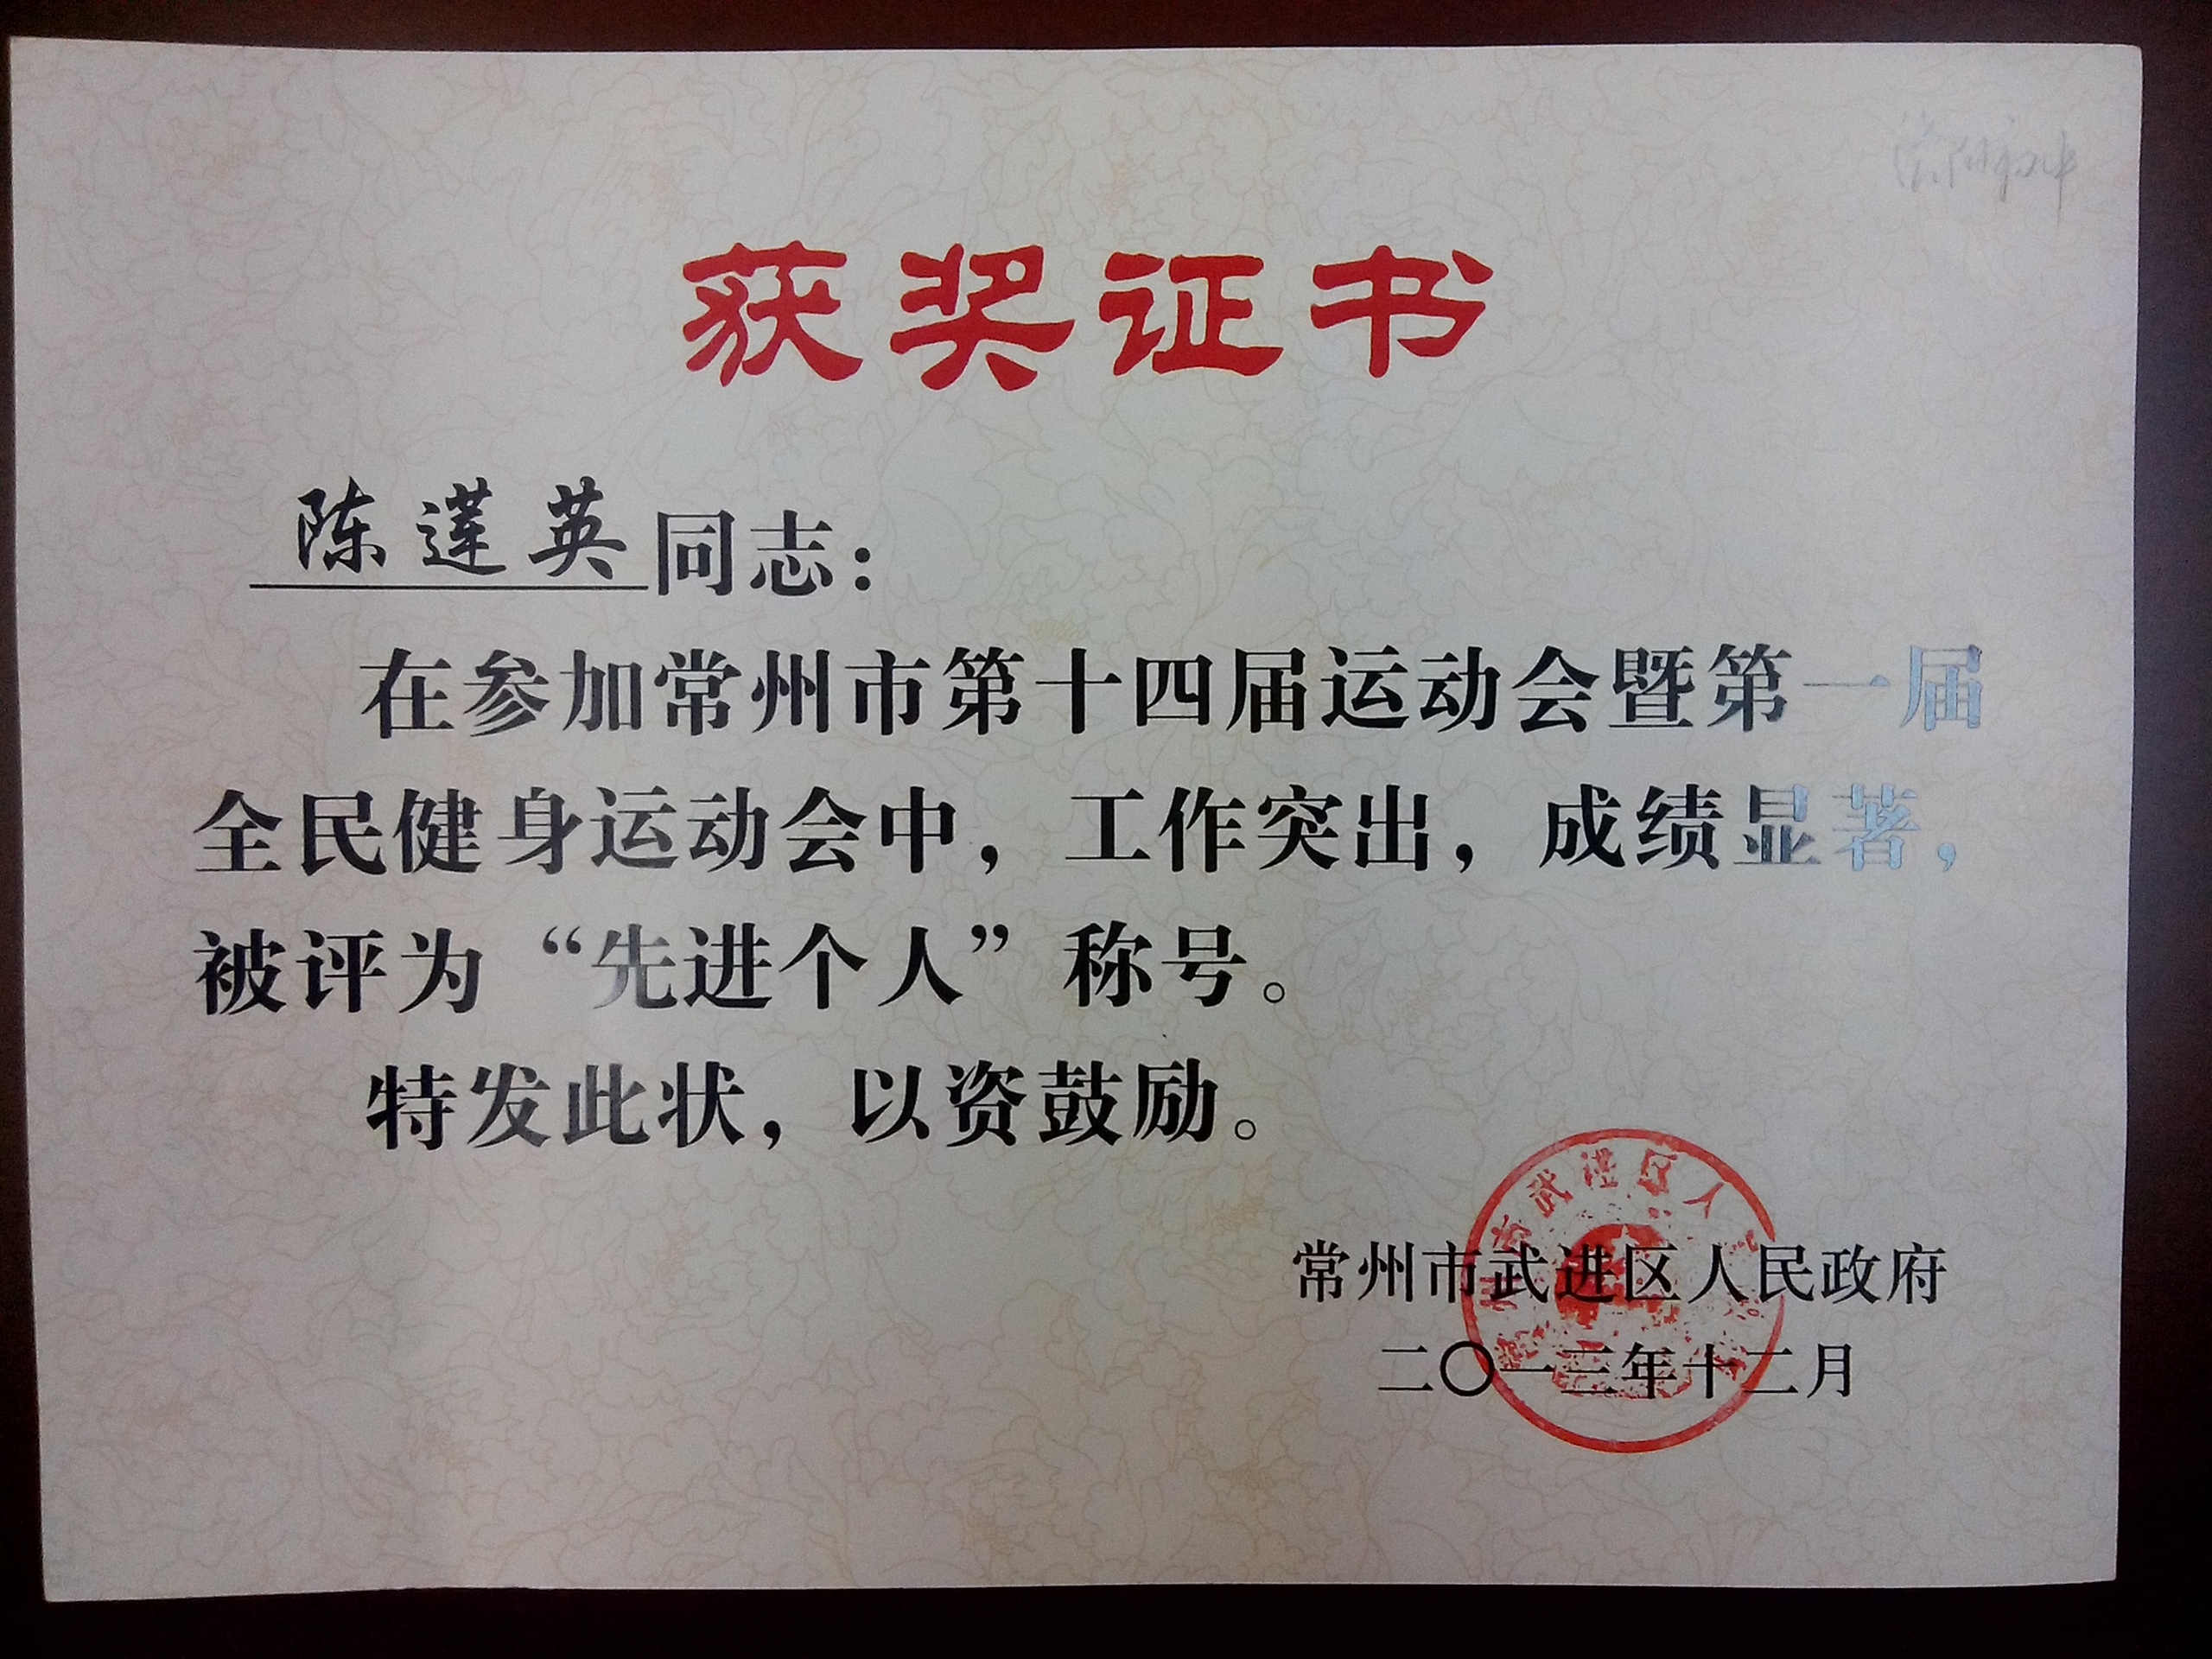 获奖证书
陈莲英同志：
在参加常州市第十四届运动会暨第一届
全民健身运动会中，工作突出，成绩显著，
被评为“先进个人”称号。
特发此状，以资鼓励。
常州市武进区人民政府
二〇一三年十二月